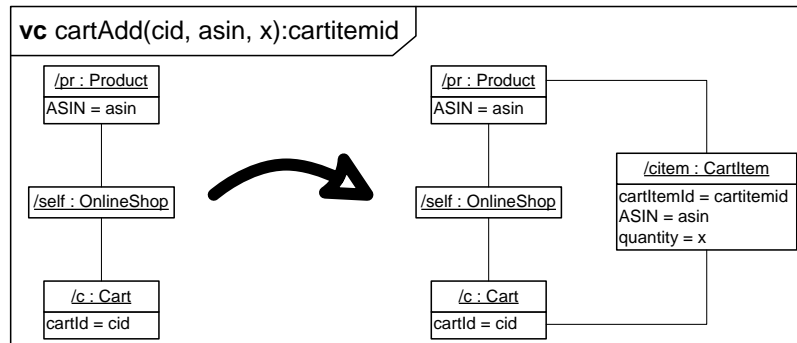 vc cartAdd(cid, asin, x):cartitemid
/pr : Product
ASIN = asin
/self : OnlineShop
/c : Cart
cartId = cid
/pr : Product
ASIN = asin
/self : OnlineShop
/c : Cart
cartId = cid
/citem : CartItem
cartItemId = cartitemid
ASIN = asin
quantity = x